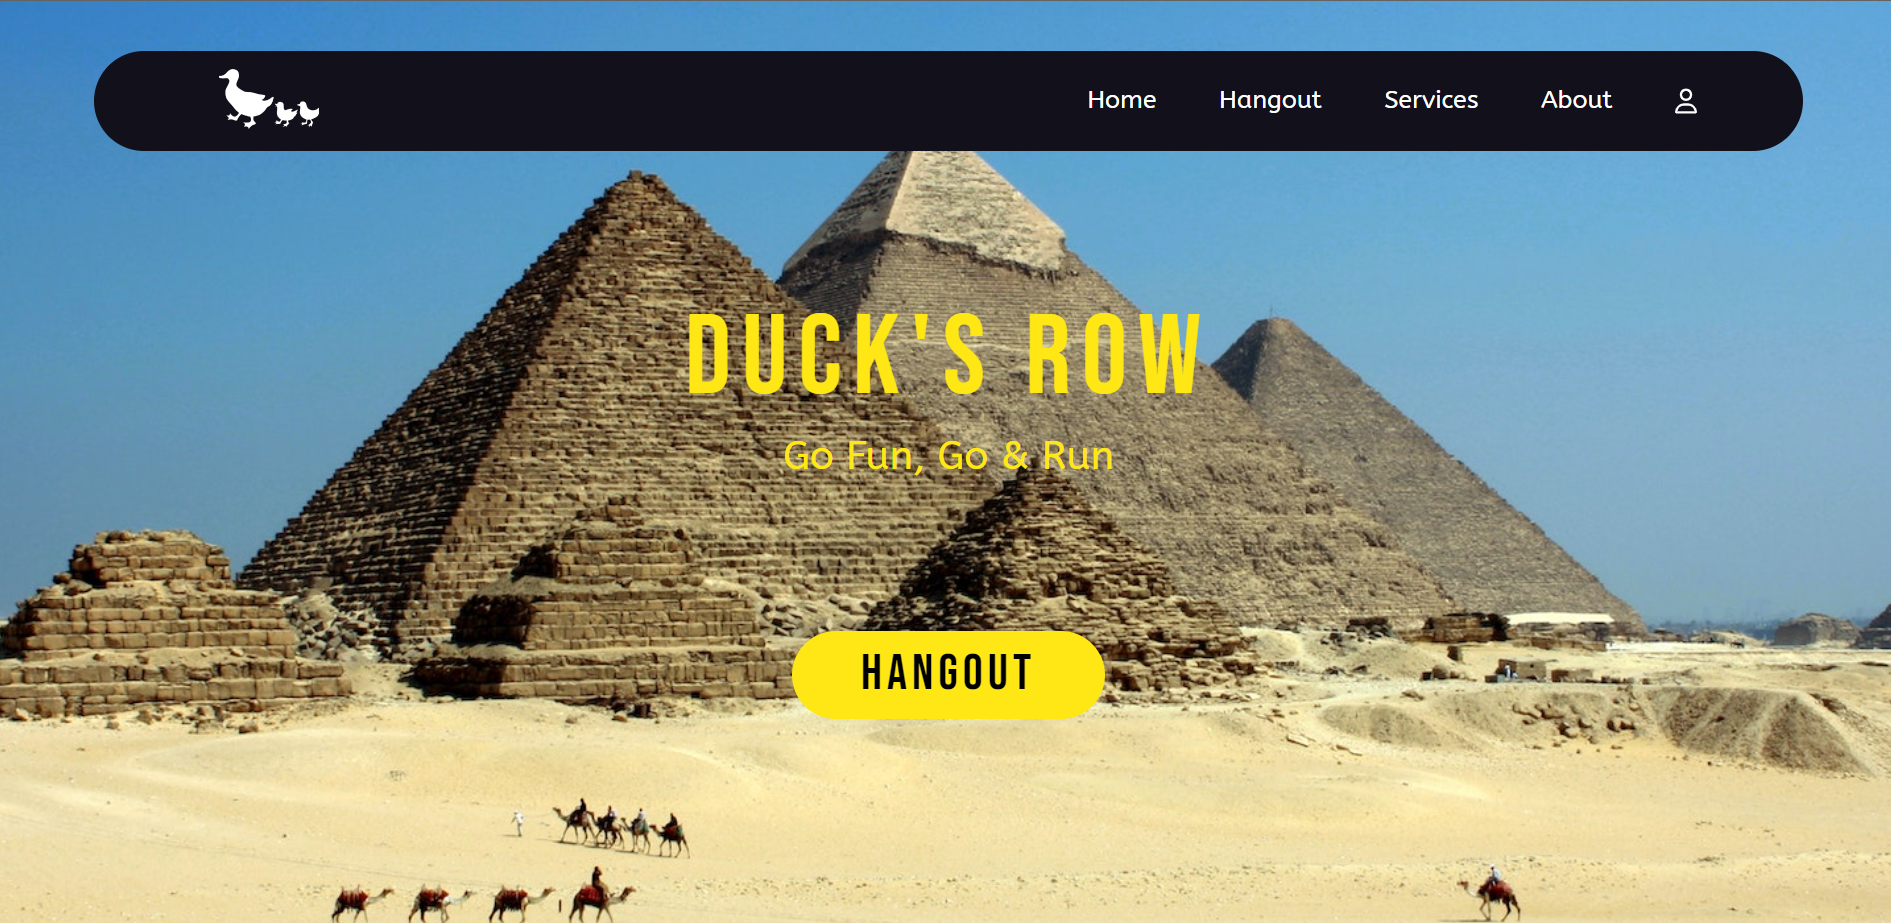 Home Hangout Services About
DUCK'S ROW
Go Fun, Go & Run
HANGOUT